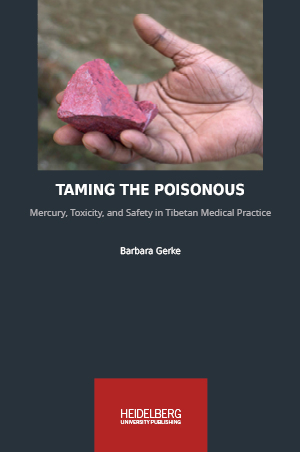 TAMING THE POISONOUS
Mercury, Toxicity, and Safety in Tibetan Medical Practice
Barbara Gerke
HEIDELBERG
UNIVERSITY PUBLISHING